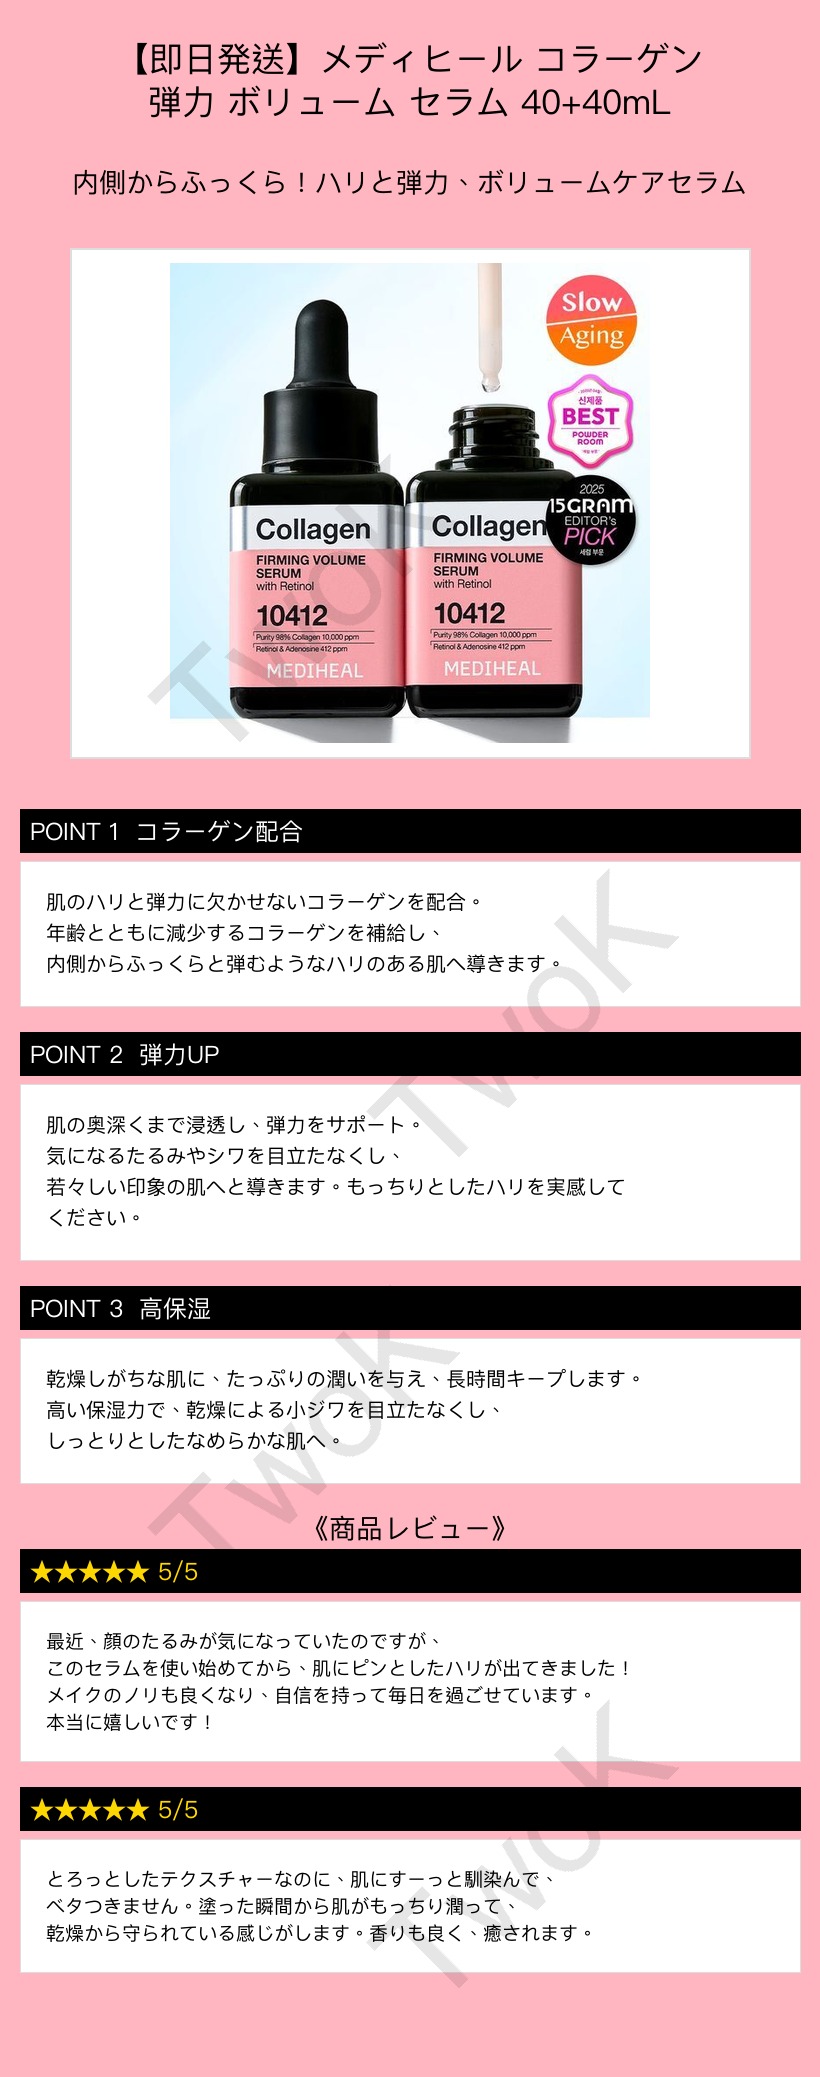 【即日発送】メディヒール コラーゲン
弾力 ボリューム セラム 40+40mL
内側からふっくら！ハリと弾力、ボリュームケアセラム
Slow
Aging
신제품
BEST
POWDER
ROOM
2025
15GRAM
EDITOR's
PICK
세럼 부문
Collagen
FIRMING VOLUME
SERUM
with Retinol
10412
Purity 98% Collagen 10,000 ppm
Retinol & Adenosine 412 ppm
MEDIHEAL
Collagen
FIRMING VOLUME
SERUM
with Retinol
10412
Purity 98% Collagen 10,000 ppm
Retinol & Adenosine 412 ppm
MEDIHEAL
TwoK
POINT 1 コラーゲン配合
肌のハリと弾力に欠かせないコラーゲンを配合。
年齢とともに減少するコラーゲンを補給し、
内側からふっくらと弾むようなハリのある肌へ導きます。
TwoK
POINT 2 弾力UP
肌の奥深くまで浸透し、弾力をサポート。
気になるたるみやシワを目立たなくし、
若々しい印象の肌へと導きます。もっちりとしたハリを実感して
ください。
POINT 3 高保湿
乾燥しがちな肌に、たっぷりの潤いを与え、長時間キープします。
高い保湿力で、乾燥による小ジワを目立たなくし、
しっとりとしたなめらかな肌へ。
TwoK
《商品レビュー》
★★★★★ 5/5
最近、顔のたるみが気になっていたのですが、
このセラムを使い始めてから、肌にピンとしたハリが出てきました！
メイクのノリも良くなり、自信を持って毎日を過ごせています。
本当に嬉しいです！
★★★★★ 5/5
とろっとしたテクスチャーなのに、肌にすーっと馴染んで、
ベタつきません。塗った瞬間から肌がもっちり潤って、
乾燥から守られている感じがします。香りも良く、癒されます。
TwoK